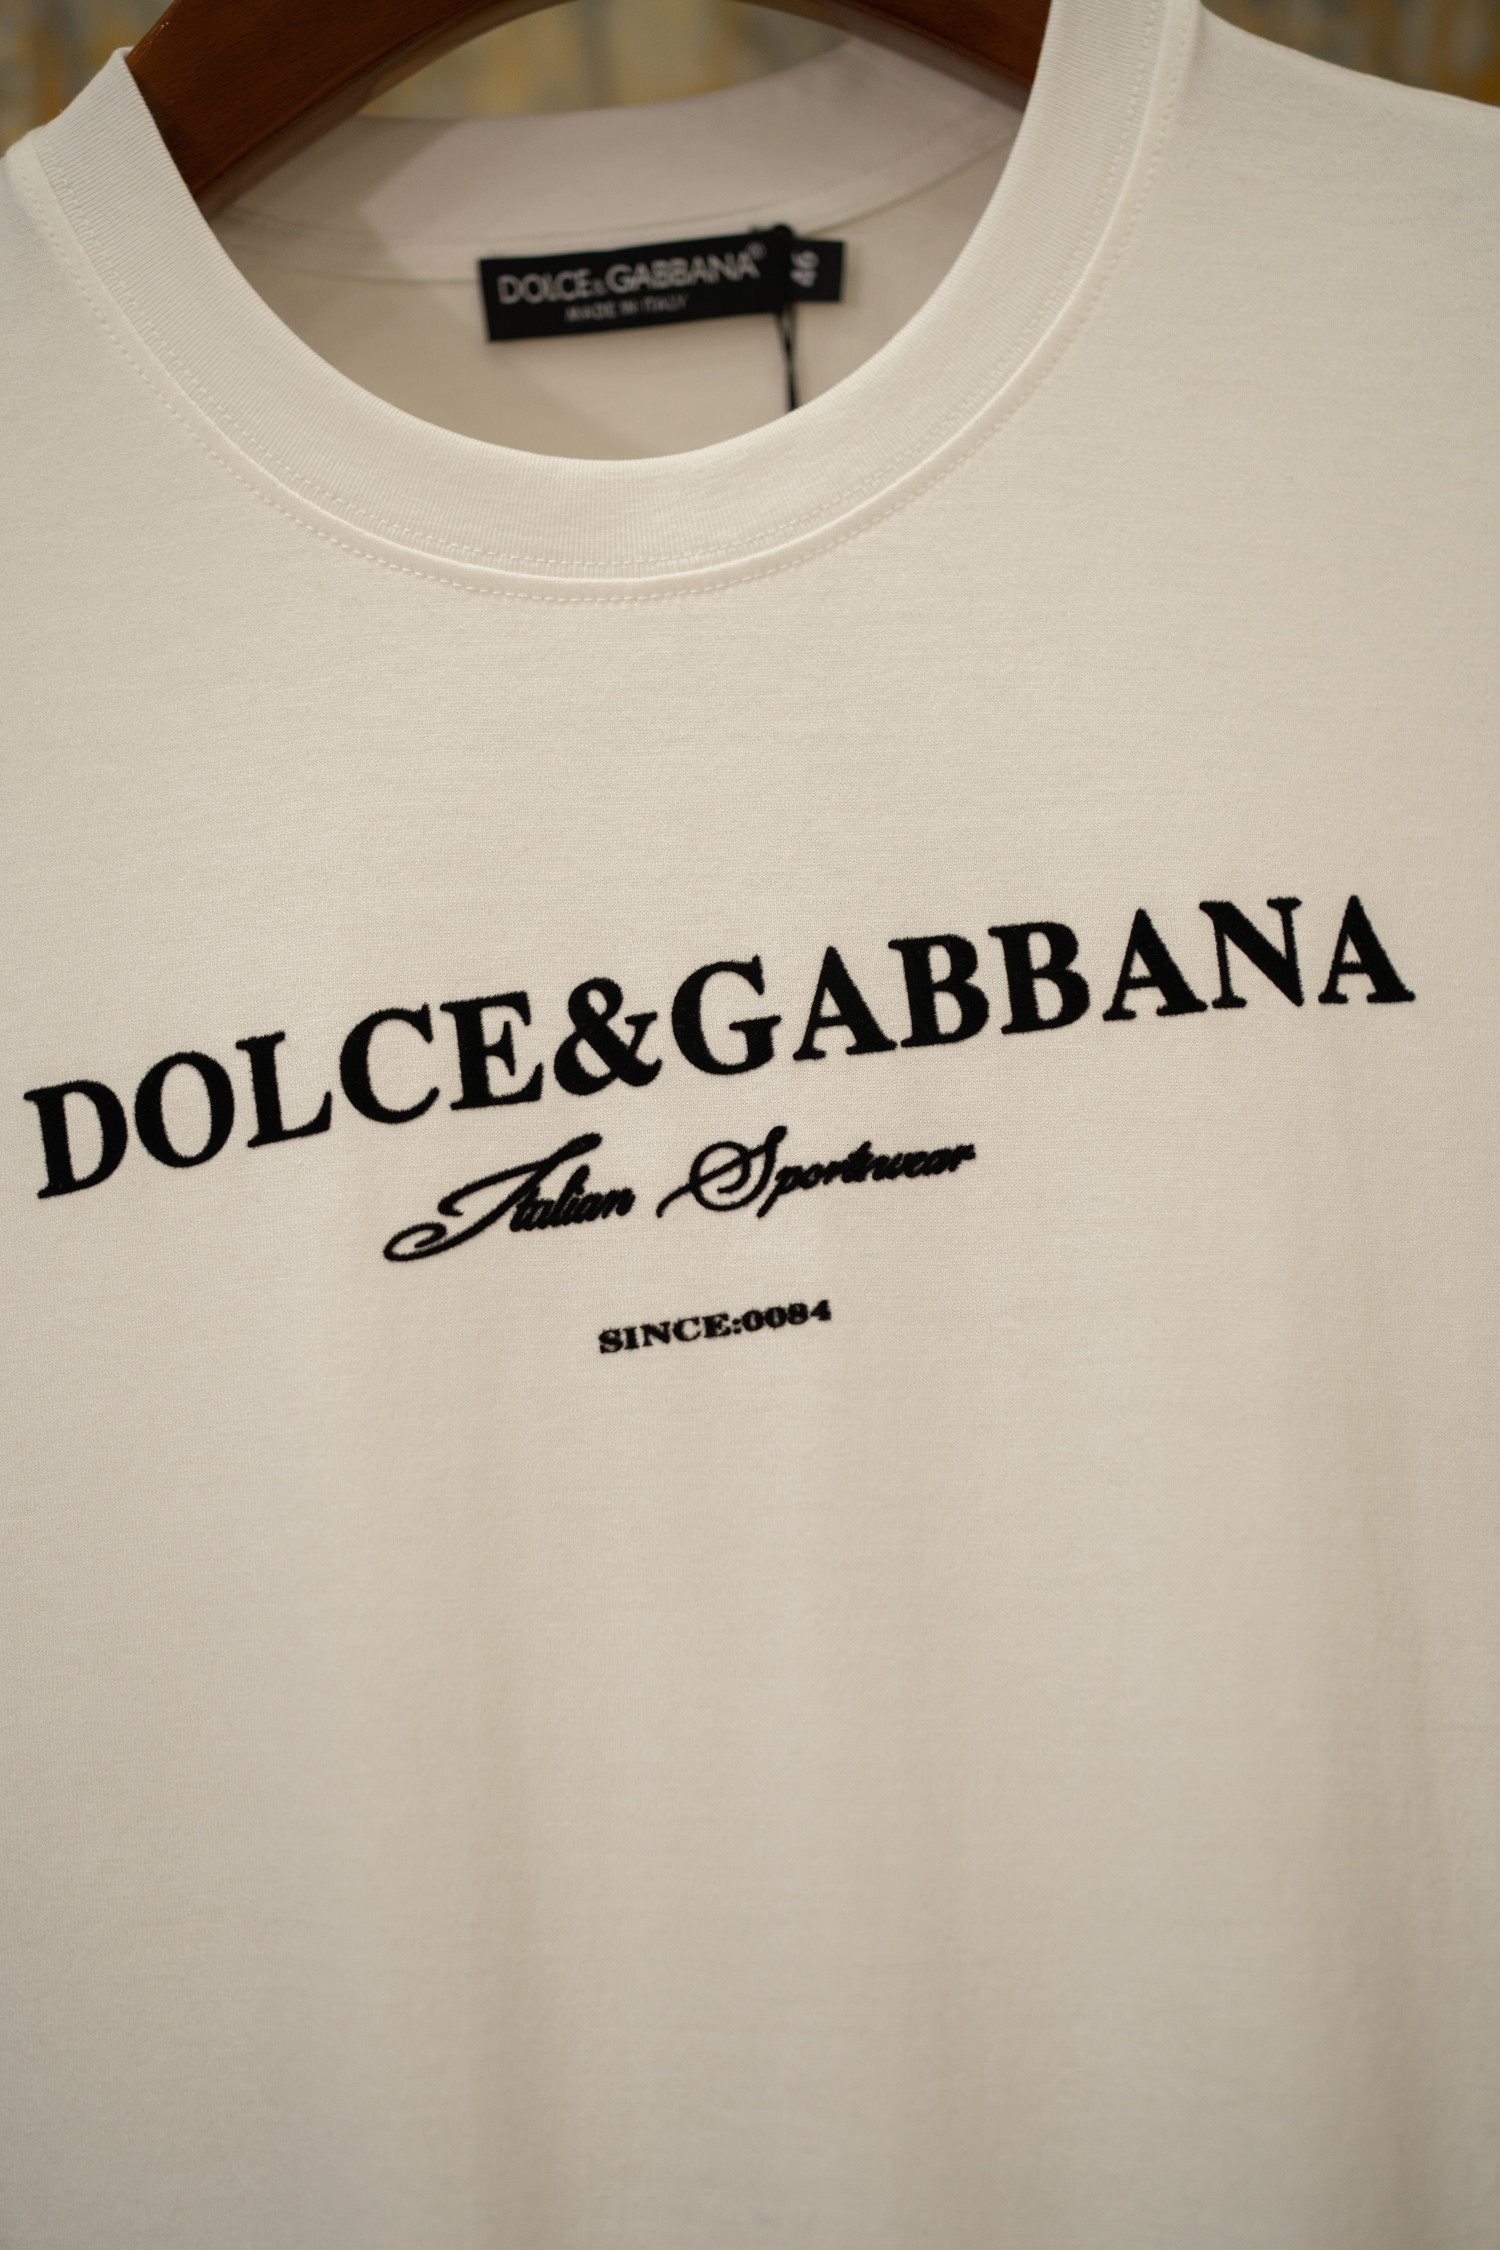 DOLCE&GABBANA®
MADE IN ITALY
46
DOLCE&GABBANA
Italian Sportswear
SINCE:0084